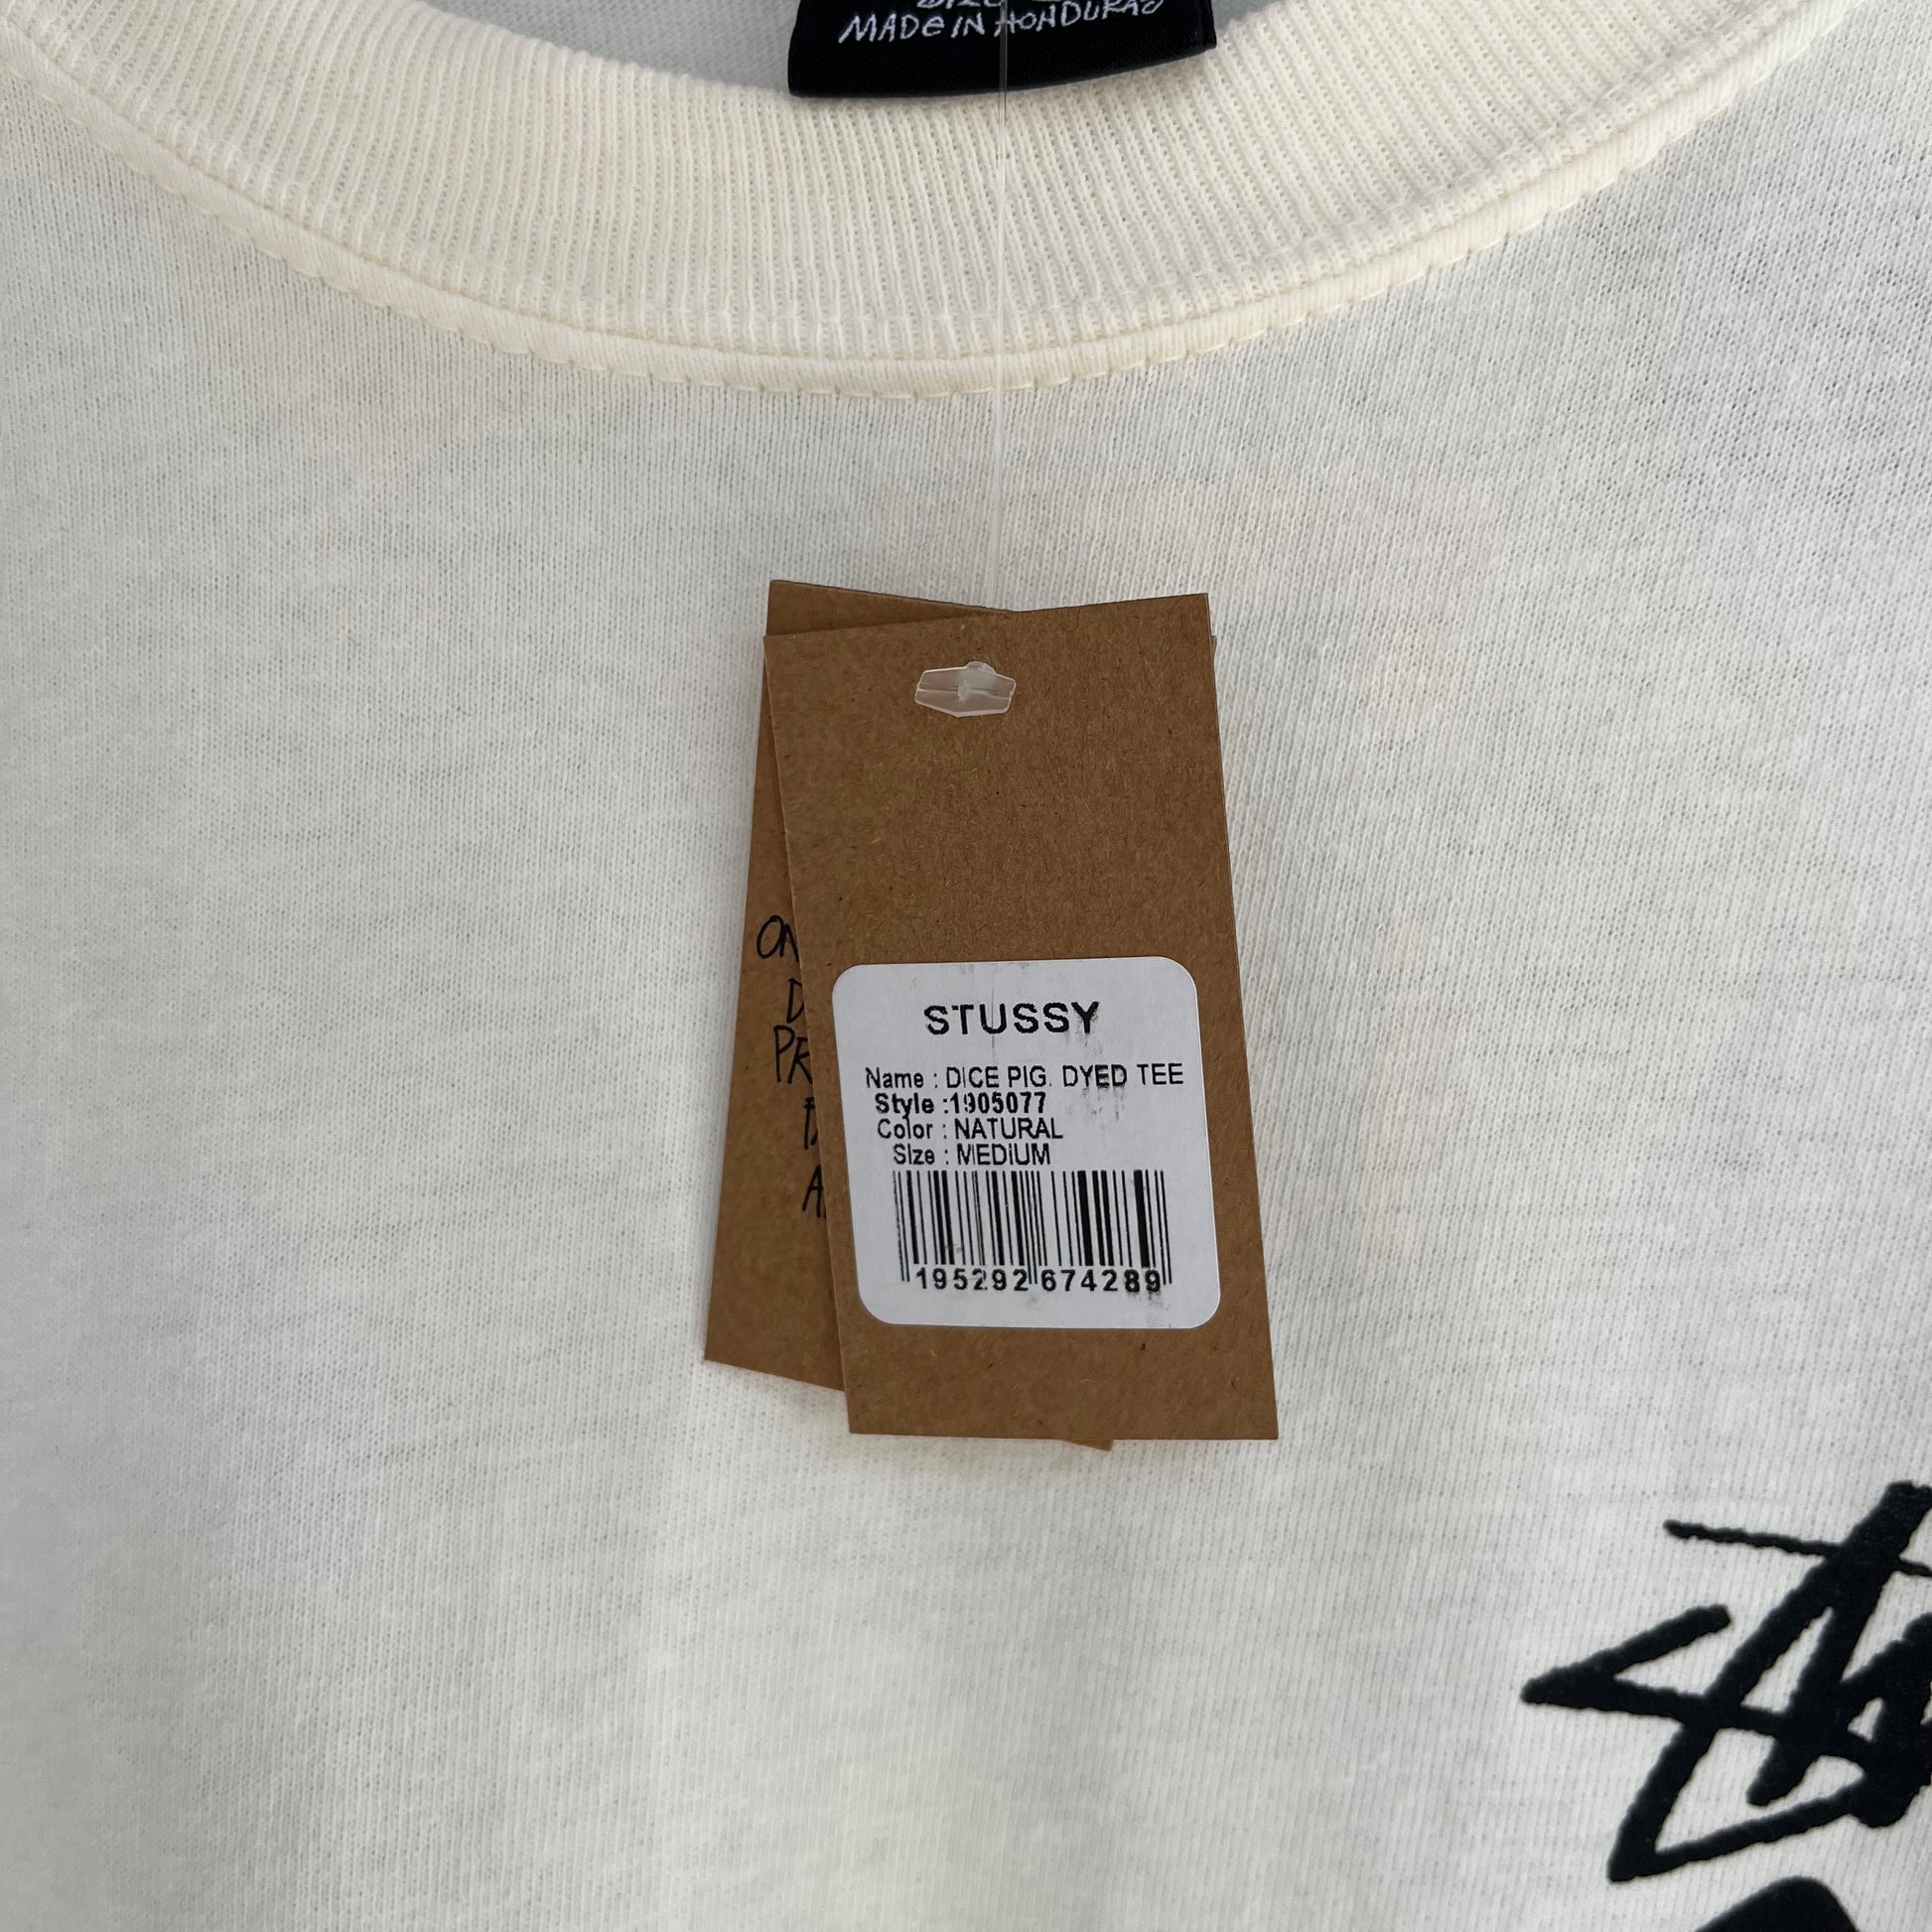 MADE IN HONDURAS
STUSSY
Name : DICE PIG. DYED TEE
Style :1905077
Color : NATURAL
Size : MEDIUM
195292 674289